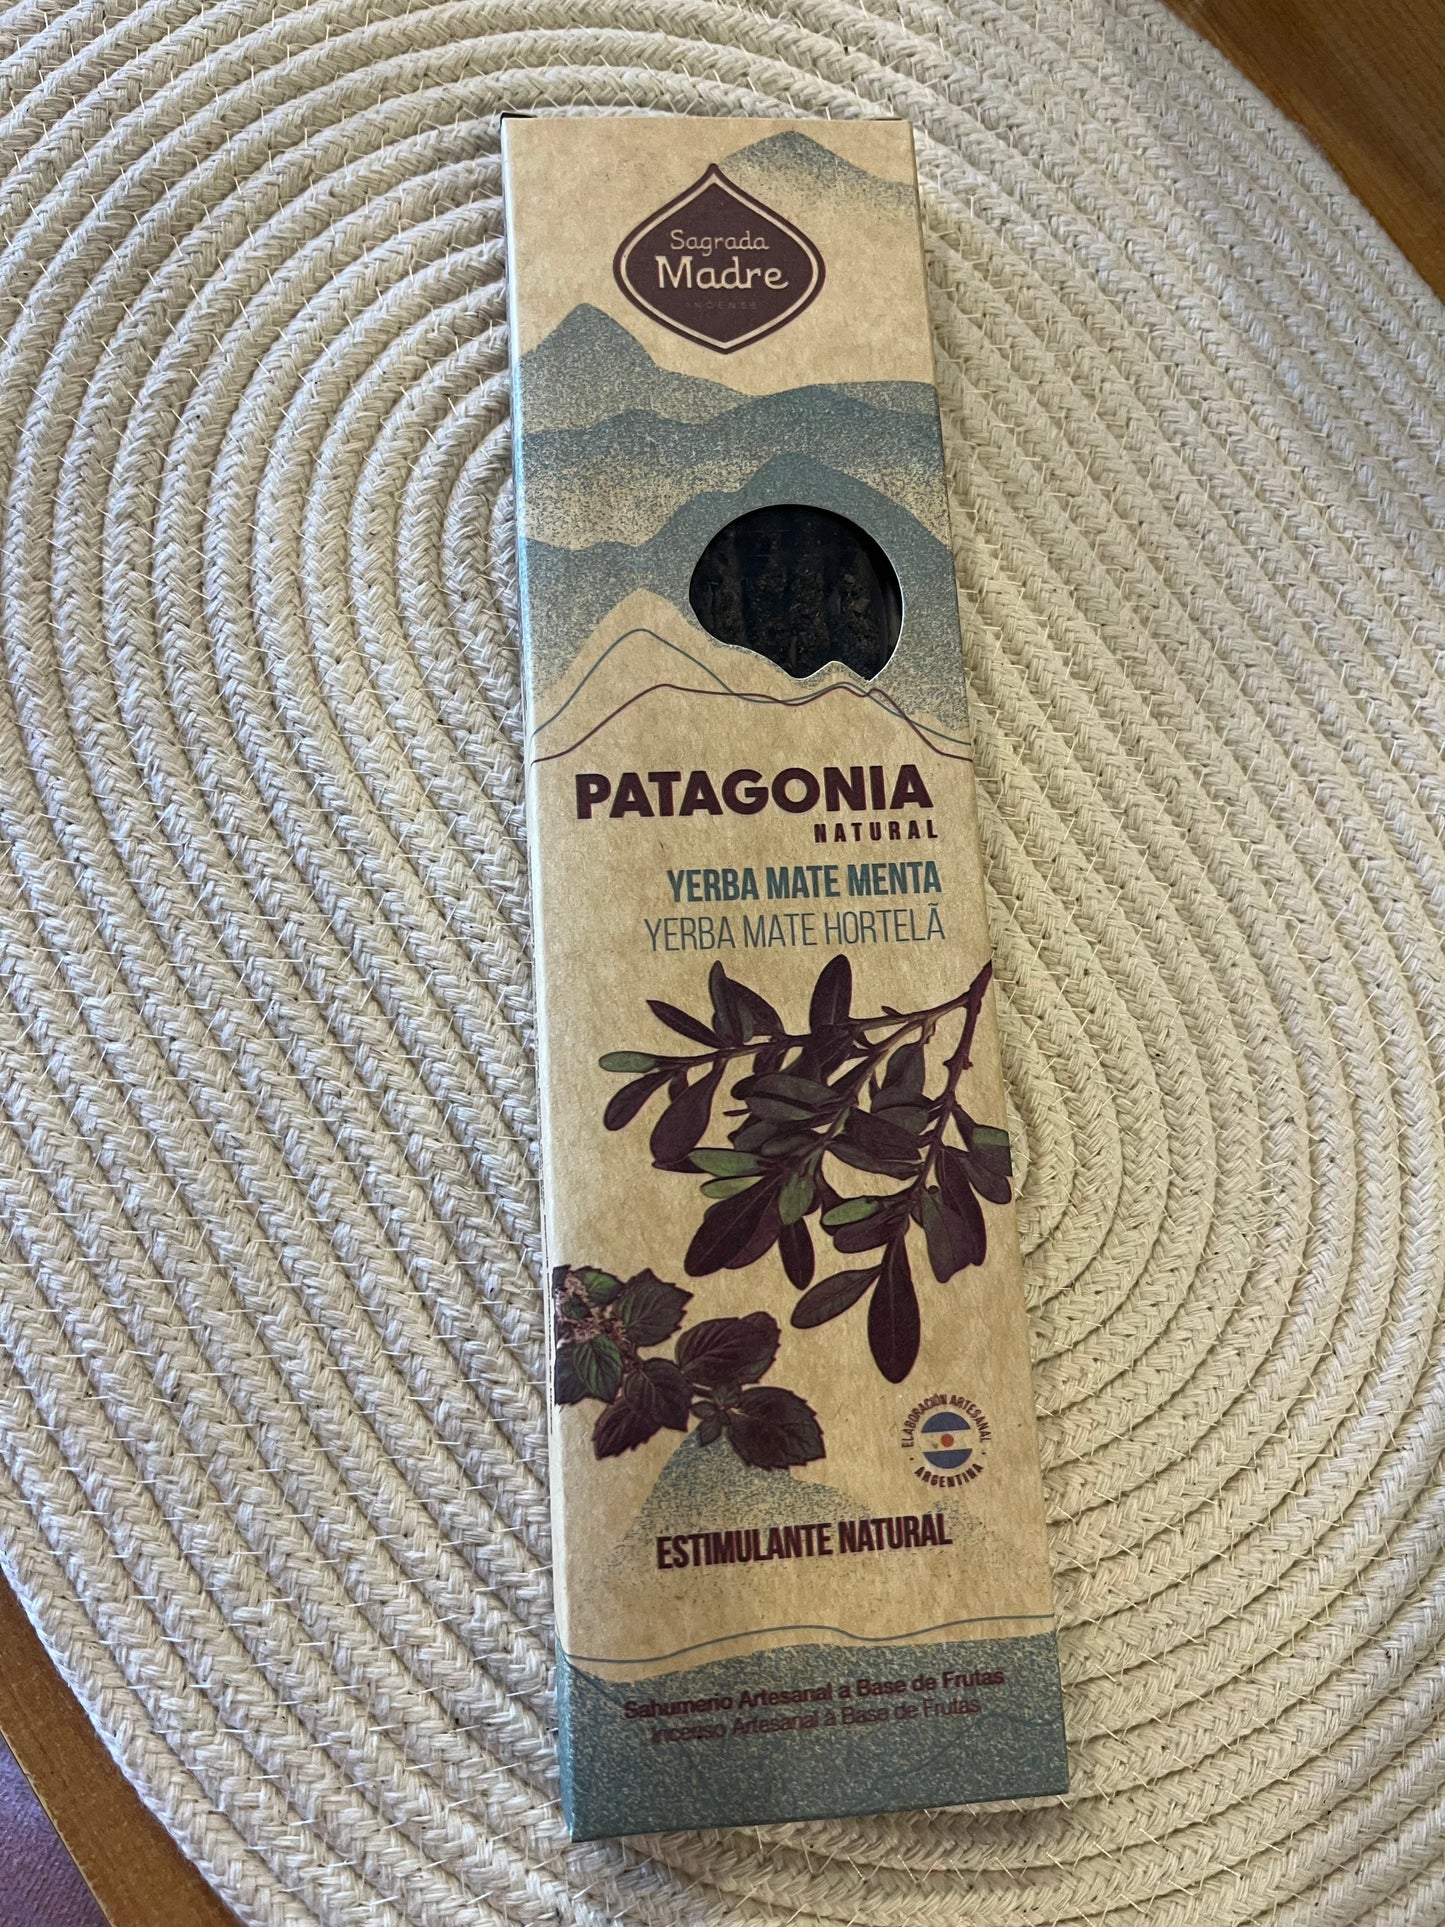 Sagrada
Madre
INCENSE
PATAGONIA
NATURAL
YERBA MATE MENTA
YERBA MATE HORTELÃ
ELABORACIÓN ARTESANAL
· ARGENTINA ·
ESTIMULANTE NATURAL
Sahumerio Artesanal a Base de Frutas
Incenso Artesanal à Base de Frutas